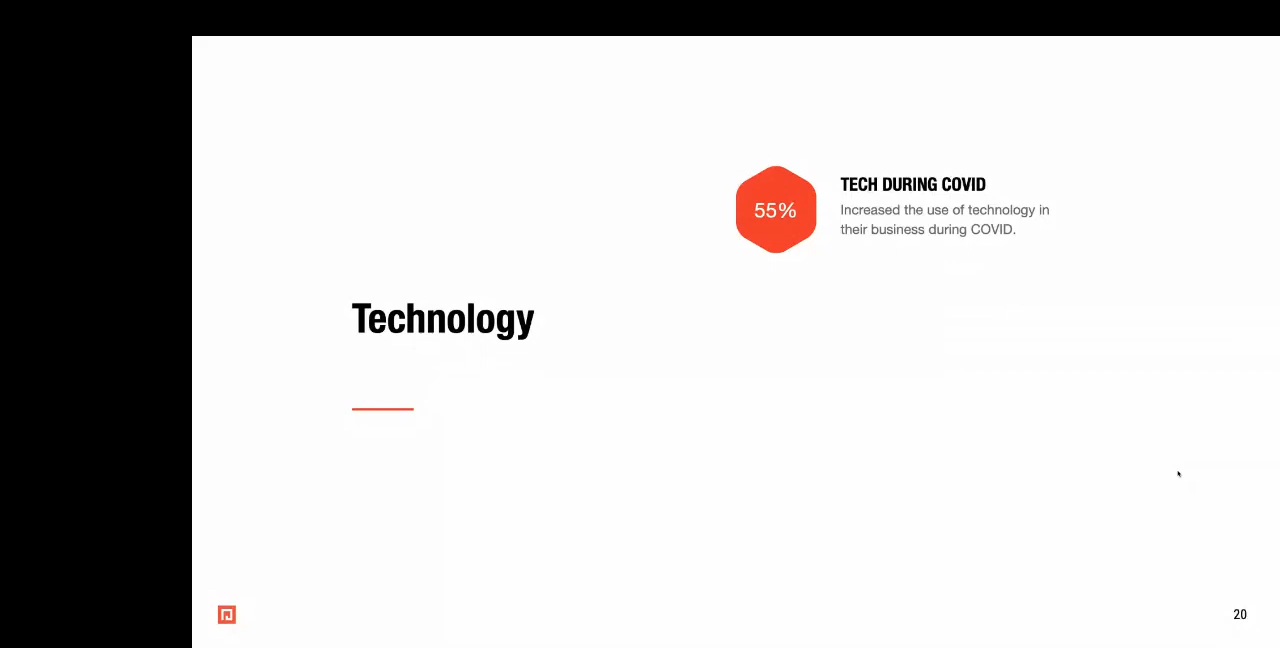 55%
TECH DURING COVID
Increased the use of technology in
their business during COVID.
Technology
20